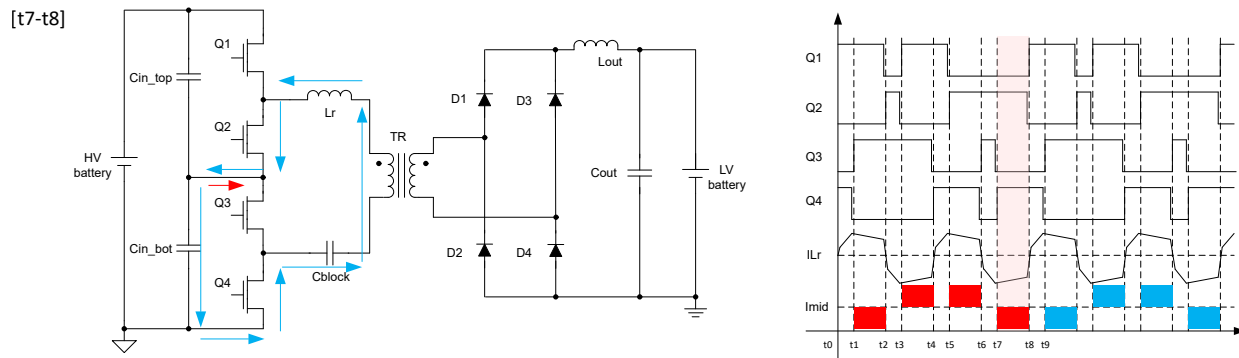 [t7-t8]
Q1
Cin_top
Lr
Q2
HV
battery
Q3
Cin_bot
Cblock
Q4
TR
D1
D3
D2
D4
Lout
Cout
LV
battery
Q1
Q2
Q3
Q4
ILr
Imid
t0 t1 t2 t3 t4 t5 t6 t7 t8 t9